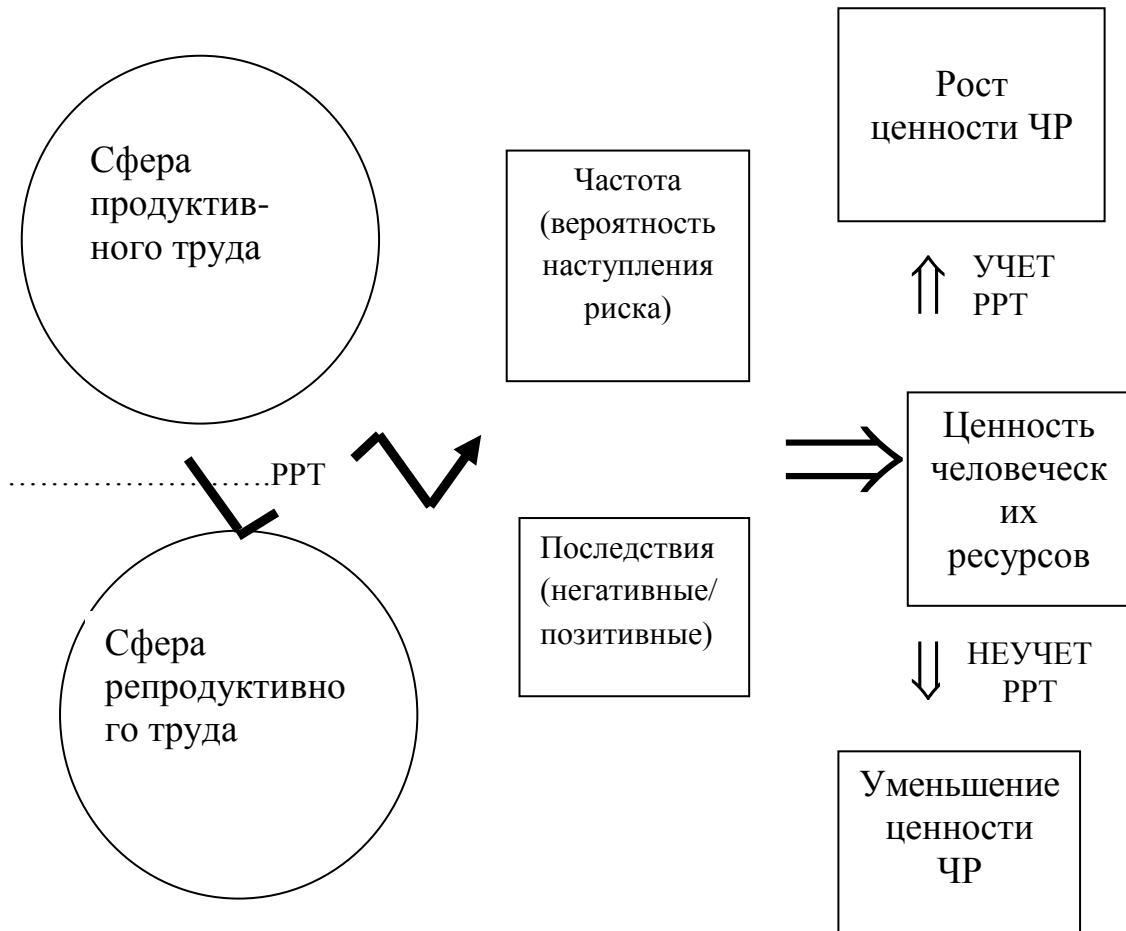 Сфера
продуктив-
ного труда
……………………..РРТ
Сфера
репродуктивно
го труда
Частота
(вероятность
наступления
риска)
Последствия
(негативные/
позитивные)
Рост
ценности ЧР
УЧЕТ
РРТ
Ценность
человеческ
их
ресурсов
НЕУЧЕТ
РРТ
Уменьшение
ценности
ЧР